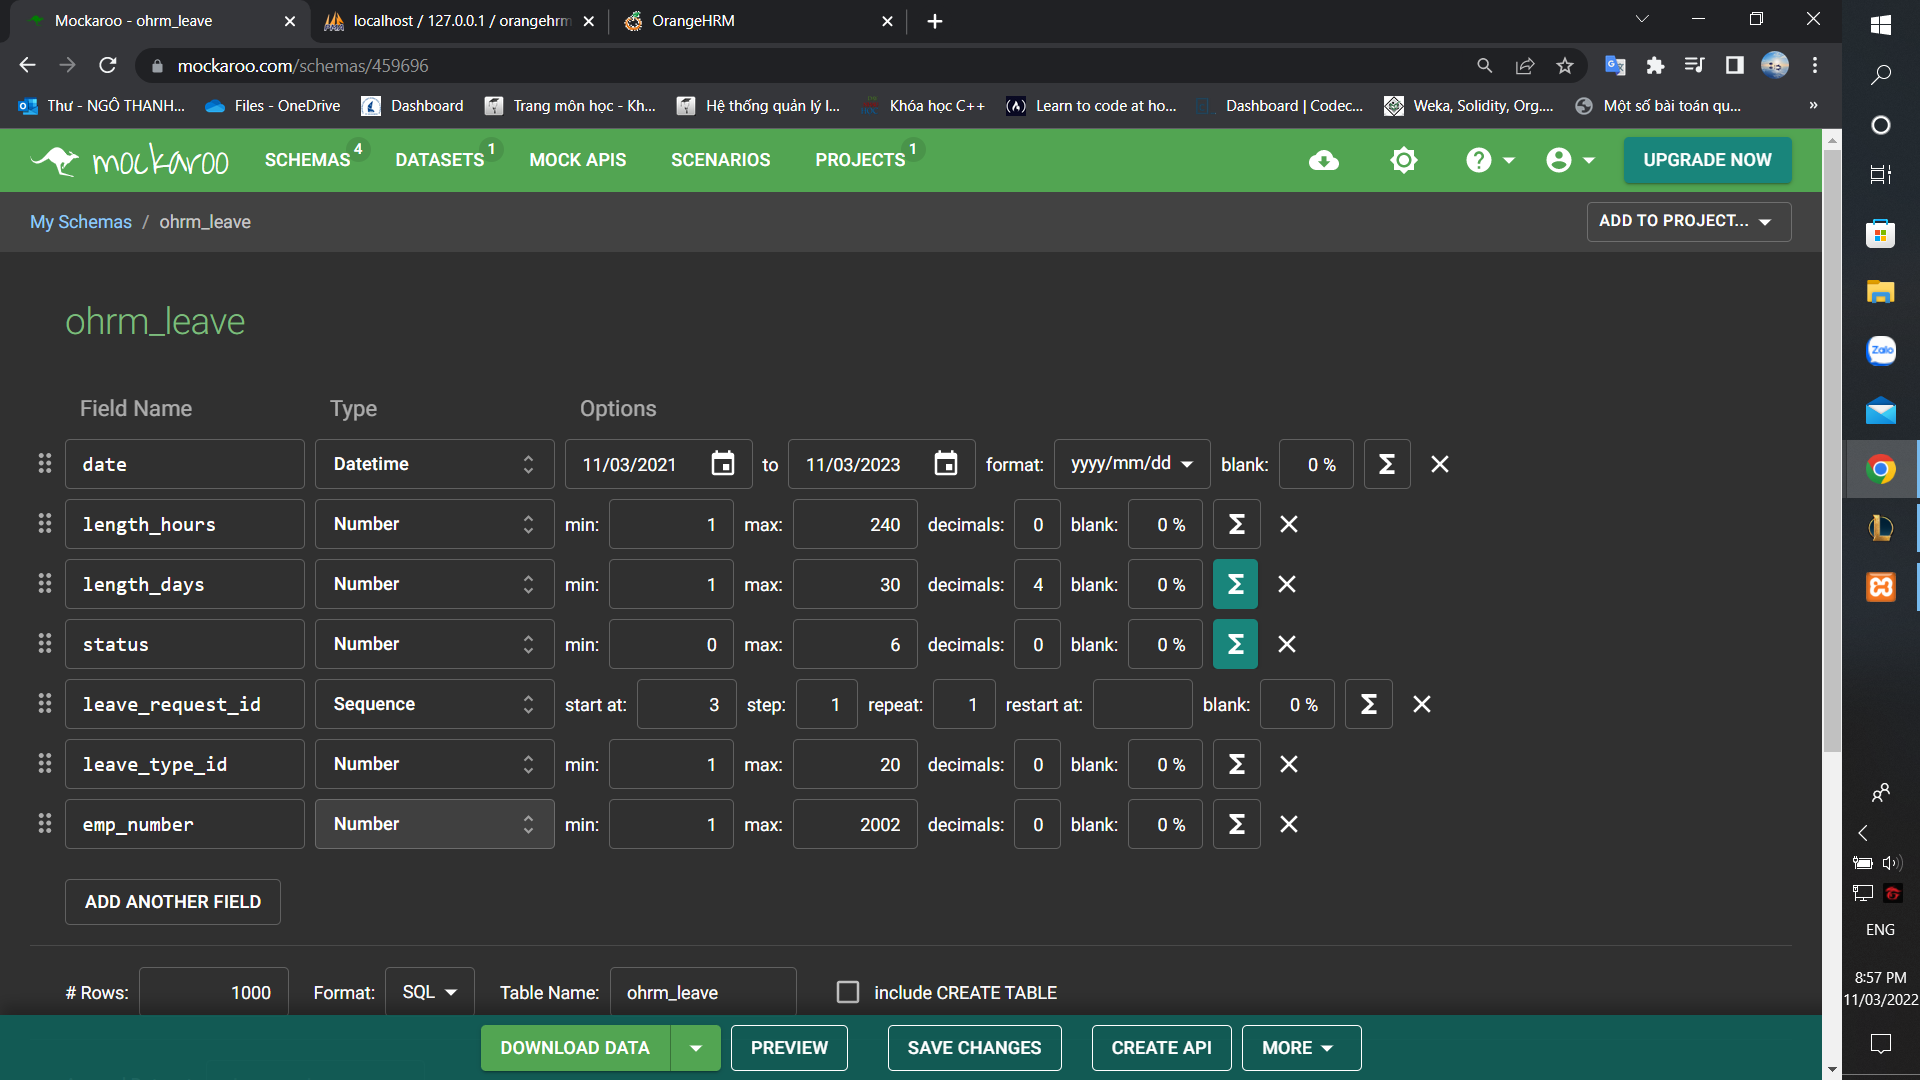 Mockaroo - ohrm_leave
localhost / 127.0.0.1 / orangehrm
OrangeHRM
mockaroo.com/schemas/459696
Thư - NGÔ THANH... Files - OneDrive Dashboard Trang môn học - Kh... Hệ thống quản lý l... Khóa học C++ Learn to code at ho... Dashboard | Codec... Weka, Solidity, Org.... Một số bài toán qu... »
mockaroo SCHEMAS 4 DATASETS 1 MOCK APIS SCENARIOS PROJECTS 1 UPGRADE NOW
My Schemas / ohrm_leave ADD TO PROJECT...
ohrm_leave
Field Name Type Options
date Datetime 11/03/2021 to 11/03/2023 format: yyyy/mm/dd blank: 0 % Σ
length_hours Number min: 1 max: 240 decimals: 0 blank: 0 % Σ
length_days Number min: 1 max: 30 decimals: 4 blank: 0 % Σ
status Number min: 0 max: 6 decimals: 0 blank: 0 % Σ
leave_request_id Sequence start at: 3 step: 1 repeat: 1 restart at: blank: 0 % Σ
leave_type_id Number min: 1 max: 20 decimals: 0 blank: 0 % Σ
emp_number Number min: 1 max: 2002 decimals: 0 blank: 0 % Σ
ADD ANOTHER FIELD
# Rows: 1000 Format: SQL Table Name: ohrm_leave include CREATE TABLE
DOWNLOAD DATA PREVIEW SAVE CHANGES CREATE API MORE
Zalo
ENG
8:57 PM
11/03/2022